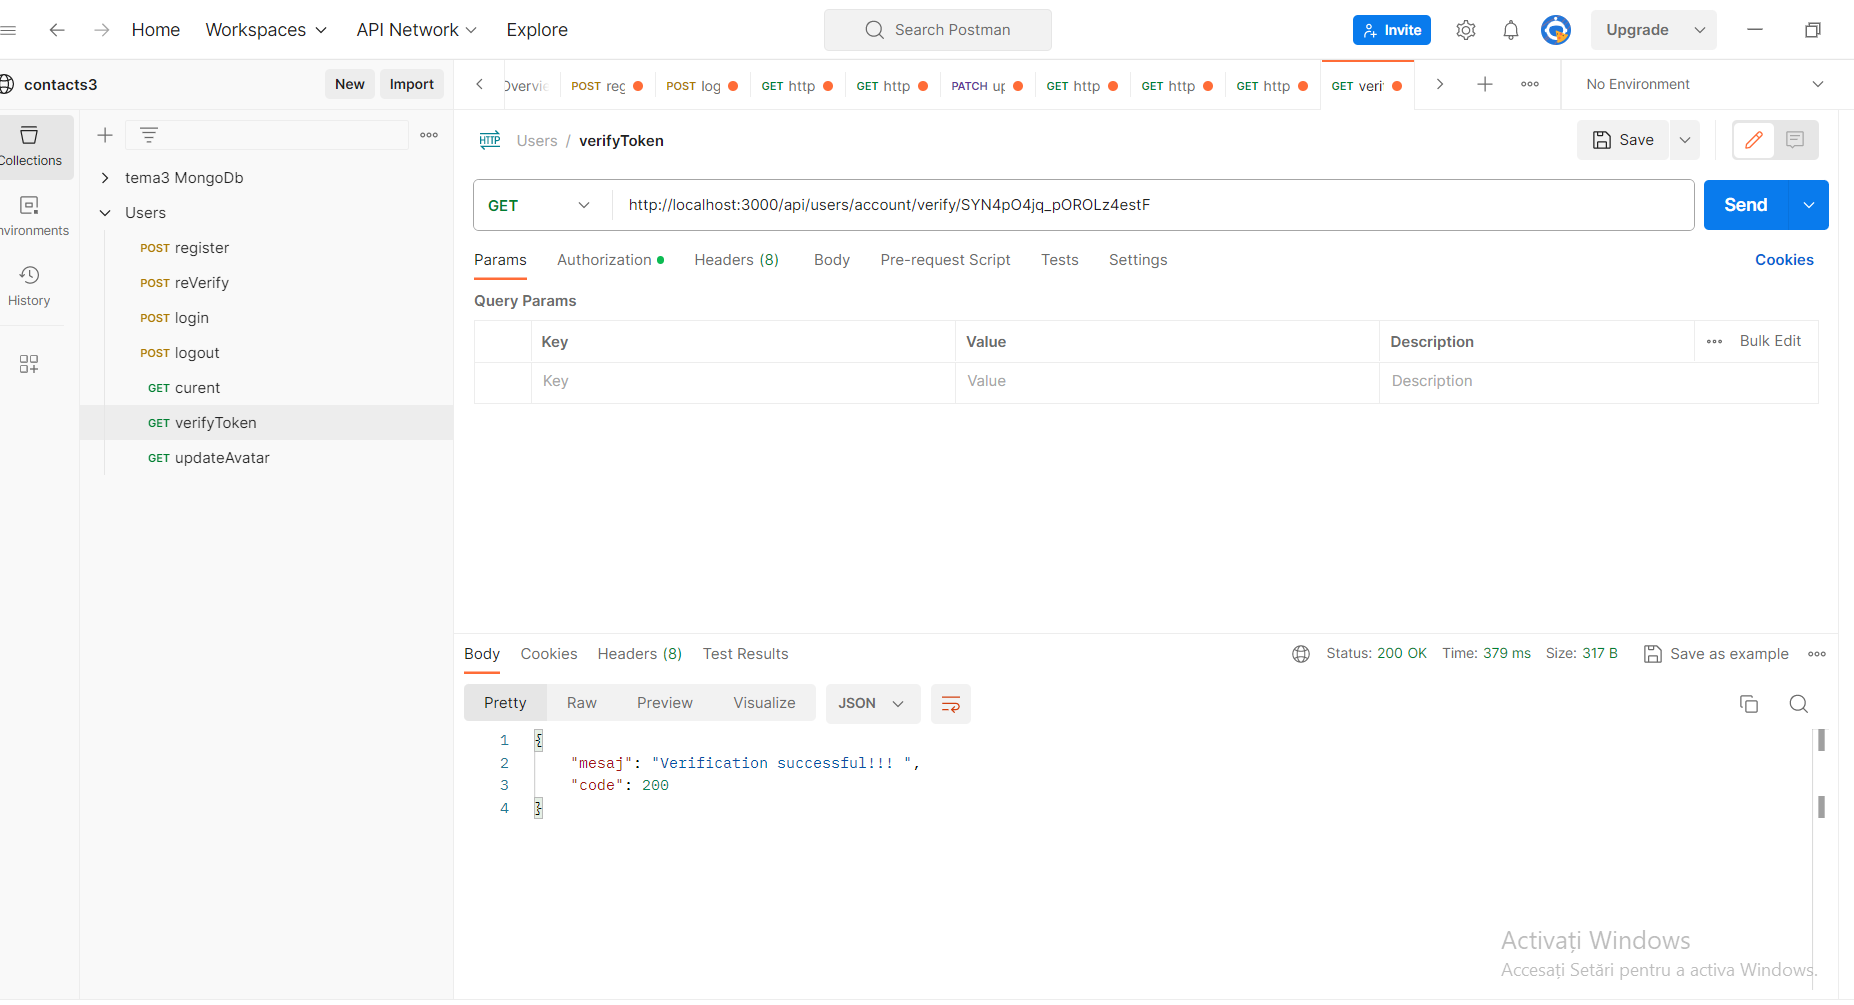 Home Workspaces API Network Explore Search Postman Invite Upgrade
contacts3 New Import Overvie POST reg POST log GET http GET http PATCH up GET http GET http GET http GET veri No Environment
Collections
Environments
History
tema3 MongoDb
Users
POST register
POST reVerify
POST login
POST logout
GET curent
GET verifyToken
GET updateAvatar
HTTP Users / verifyToken Save
GET http://localhost:3000/api/users/account/verify/SYN4pO4jq_pOROLz4estF Send
Params Authorization Headers (8) Body Pre-request Script Tests Settings Cookies
Query Params
Key Value Description Bulk Edit
Key Value Description
Body Cookies Headers (8) Test Results Status: 200 OK Time: 379 ms Size: 317 B Save as example
Pretty Raw Preview Visualize JSON
1 {
2 "mesaj": "Verification successful!!! ",
3 "code": 200
4 }
Activați Windows
Accesați Setări pentru a activa Windows.